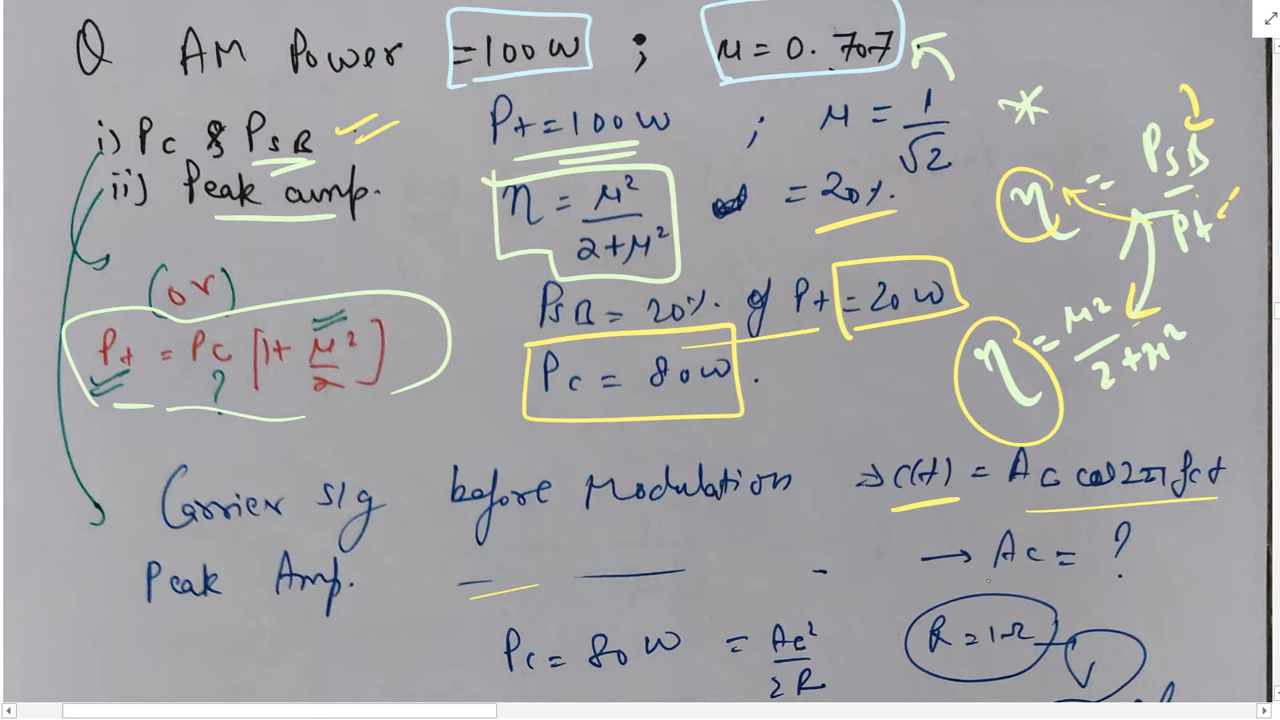 Q AM Power = 100 W ; μ = 0.707
i) Pc & PSB
ii) Peak amp.
Pt = 100 W ; μ = 1/√2
η = μ²/(2+μ²) = 20%
PSB = 20% of Pt = 20 W
Pc = 80 W.
(or)
Pt = Pc [1 + μ²/2]
?
*
η = PSB/Pt
η = μ²/(2+μ²)
Carrier sig before Modulation ⇒ c(t) = Ac cos2πfct
Peak Amp. → Ac = ?
Pc = 80 W = Ac²/2R R = 1Ω